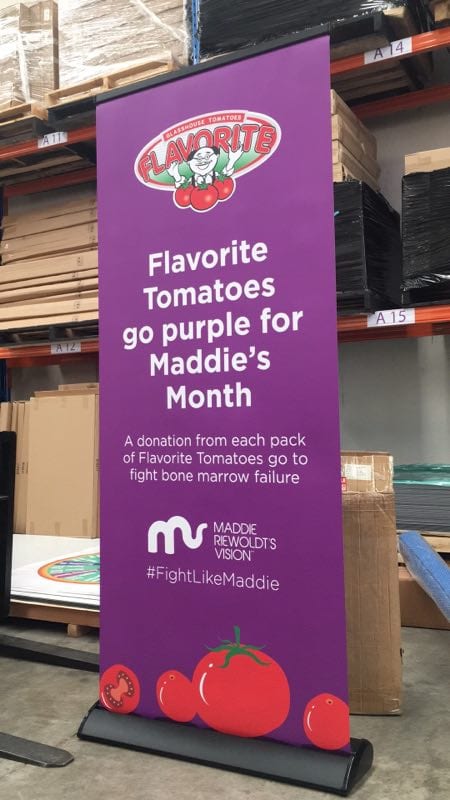 A 14
A 11
GLASSHOUSE TOMATOES
FLAVORITE
Flavorite
Tomatoes
go purple for
Maddie's
Month
A 15
A 12
A donation from each pack
of Flavorite Tomatoes go to
fight bone marrow failure
MADDIE
RIEWOLDT'S
VISION™
#FightLikeMaddie